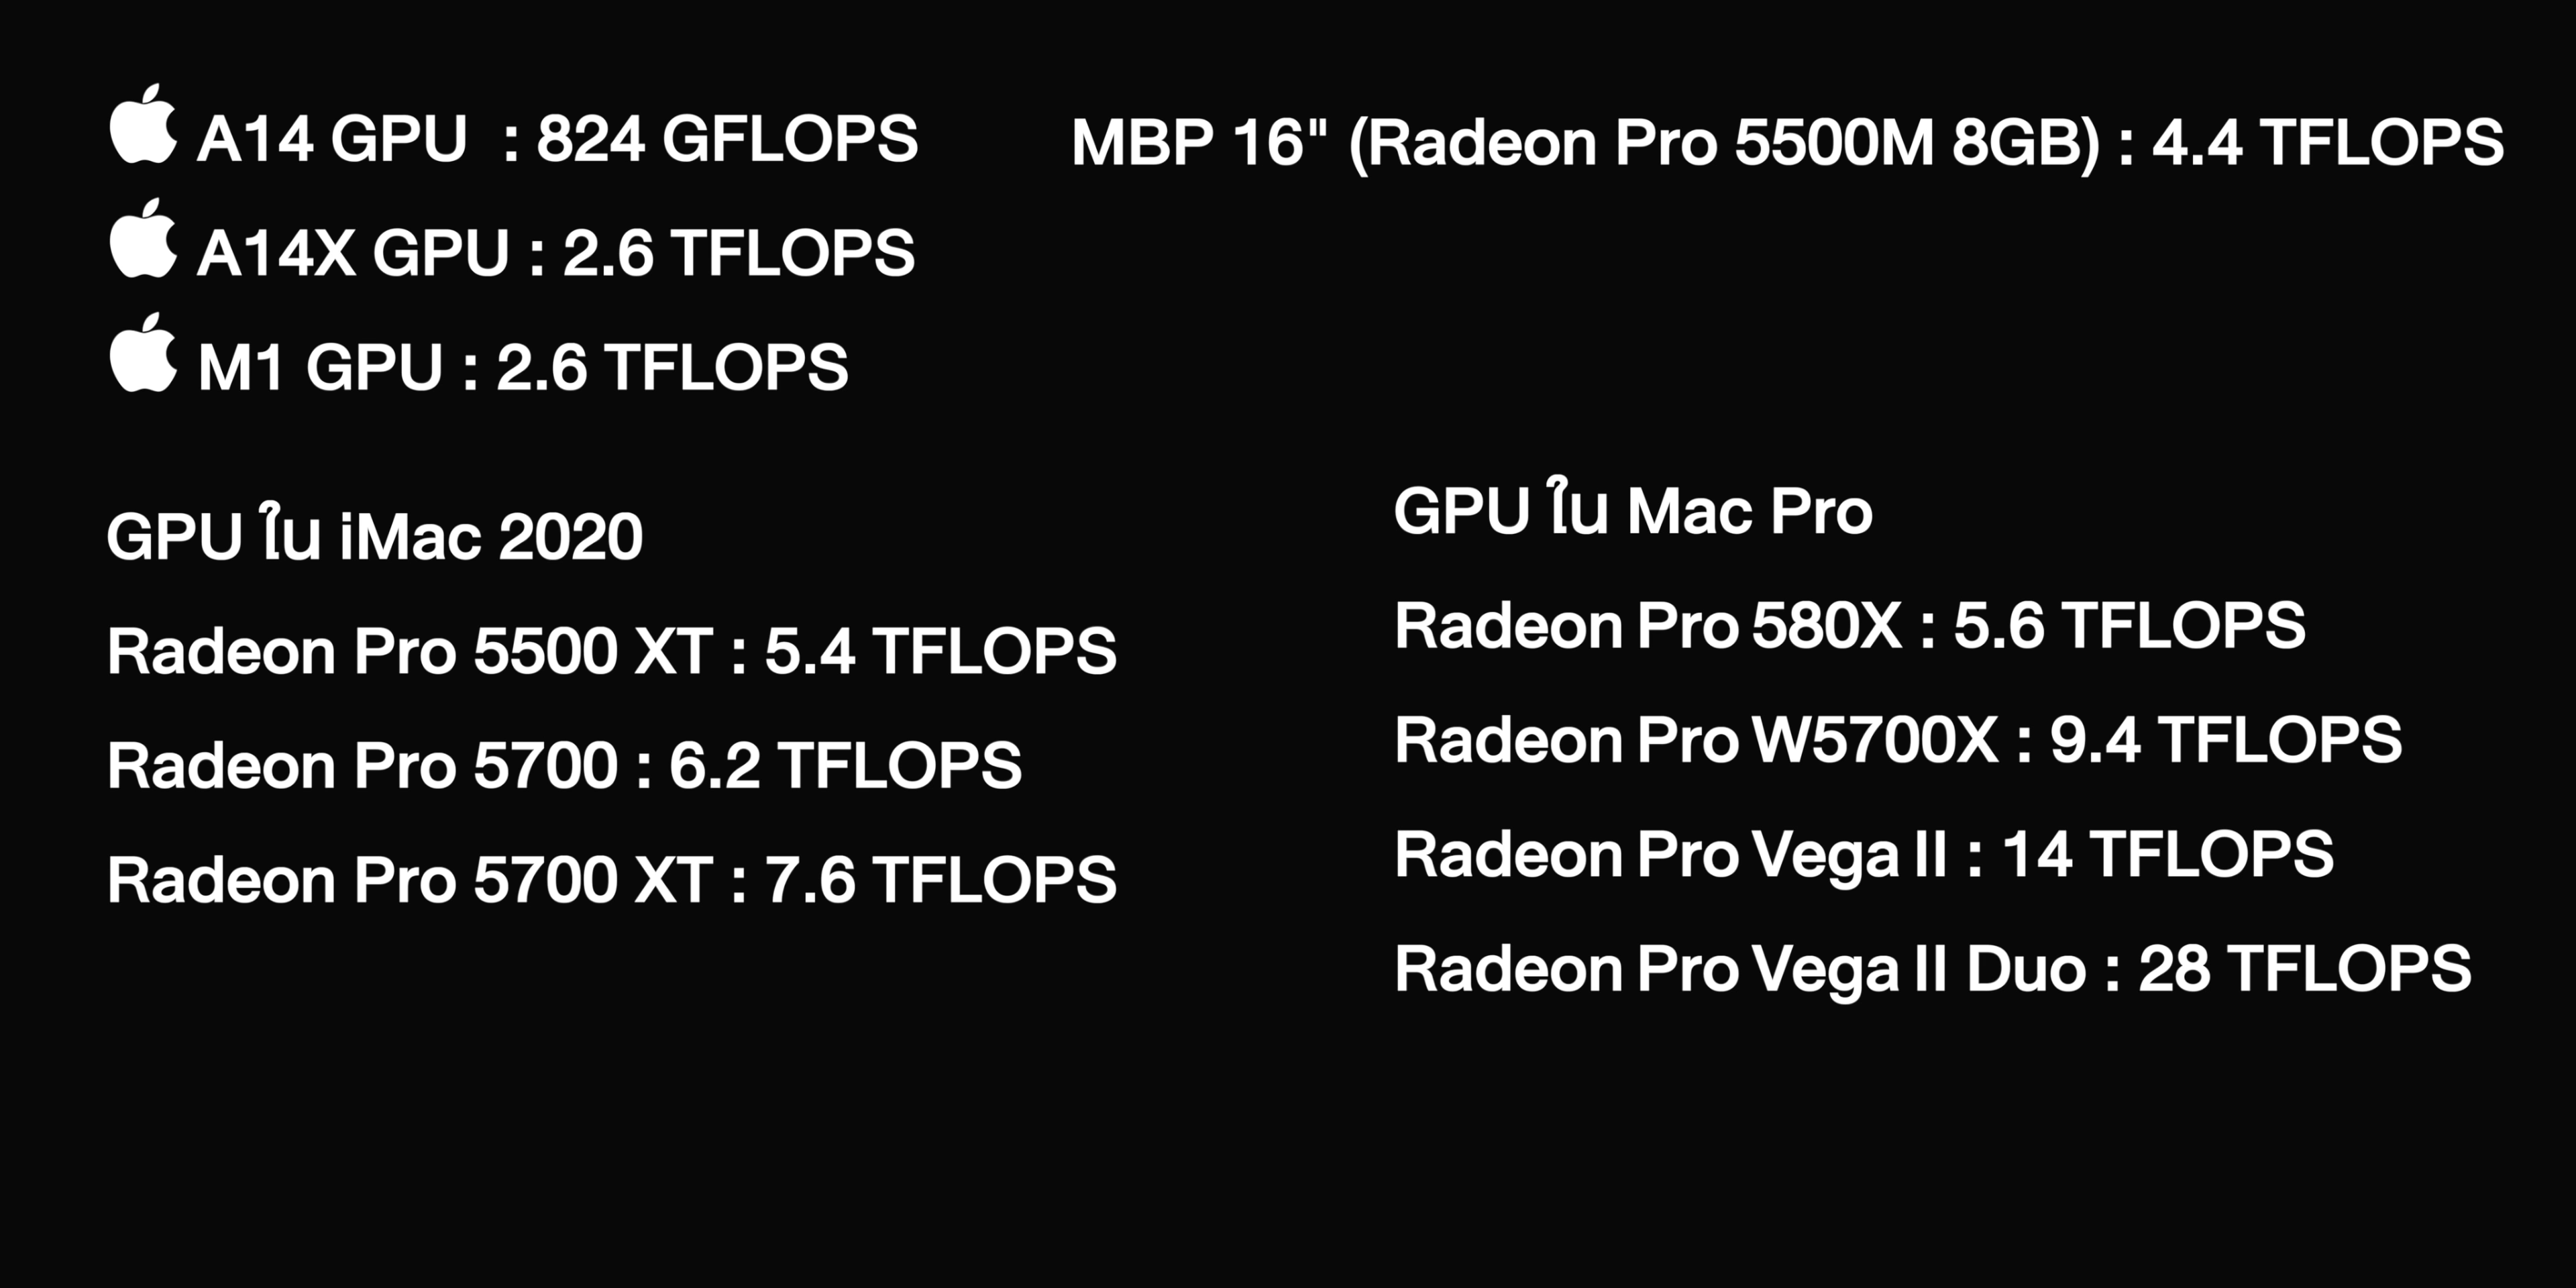 A14 GPU : 824 GFLOPS
A14X GPU : 2.6 TFLOPS
M1 GPU : 2.6 TFLOPS
MBP 16" (Radeon Pro 5500M 8GB) : 4.4 TFLOPS
GPU ใน iMac 2020
Radeon Pro 5500 XT : 5.4 TFLOPS
Radeon Pro 5700 : 6.2 TFLOPS
Radeon Pro 5700 XT : 7.6 TFLOPS
GPU ใน Mac Pro
Radeon Pro 580X : 5.6 TFLOPS
Radeon Pro W5700X : 9.4 TFLOPS
Radeon Pro Vega II : 14 TFLOPS
Radeon Pro Vega II Duo : 28 TFLOPS